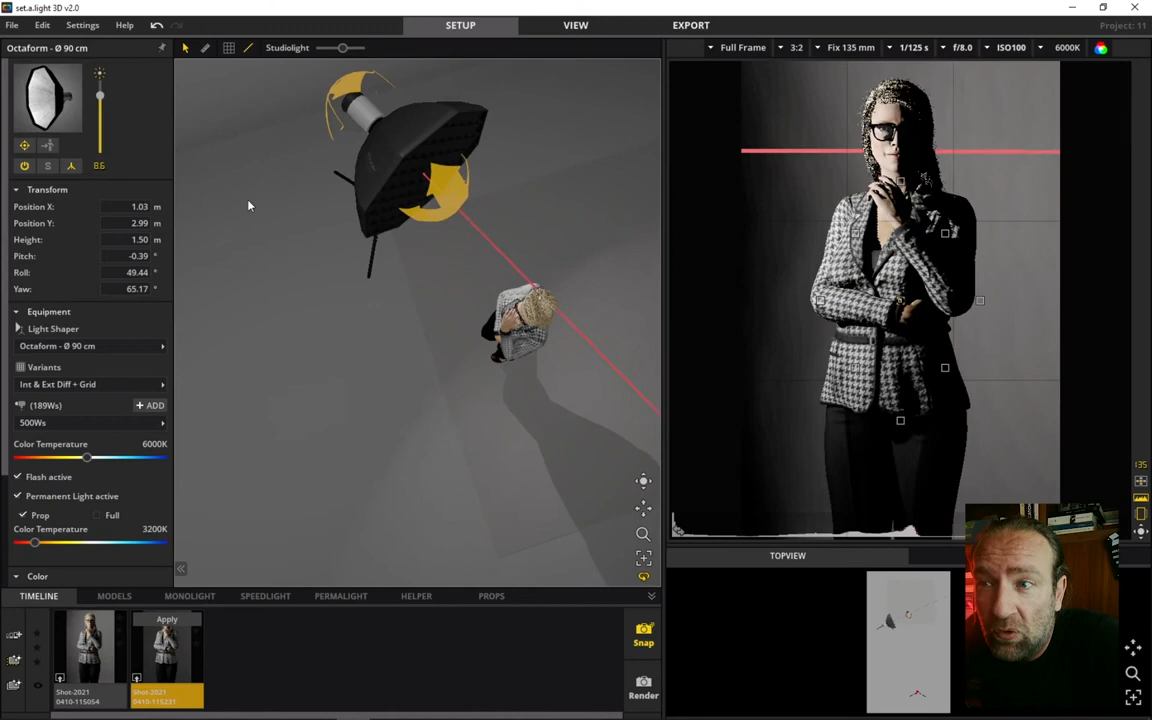 set.a.light 3D v2.0
File Edit Settings Help
SETUP VIEW EXPORT
Project: 11
Octaform - Ø 90 cm
Studiolight
Full Frame 3:2 Fix 135 mm 1/125 s f/8.0 ISO100 6000K
S 8.6
Transform
Position X: 1.03 m
Position Y: 2.99 m
Height: 1.50 m
Pitch: -0.39 °
Roll: 49.44 °
Yaw: 65.17 °
Equipment
Light Shaper
Octaform - Ø 90 cm
Variants
Int & Ext Diff + Grid
(189Ws) + ADD
500Ws
Color Temperature 6000K
Flash active
Permanent Light active
Prop Full
Color Temperature 3200K
Color
135
TOPVIEW
TIMELINE MODELS MONOLIGHT SPEEDLIGHT PERMALIGHT HELPER PROPS
Apply
Snap
Render
Shot-2021
0410-115054
Shot-2021
0410-115231